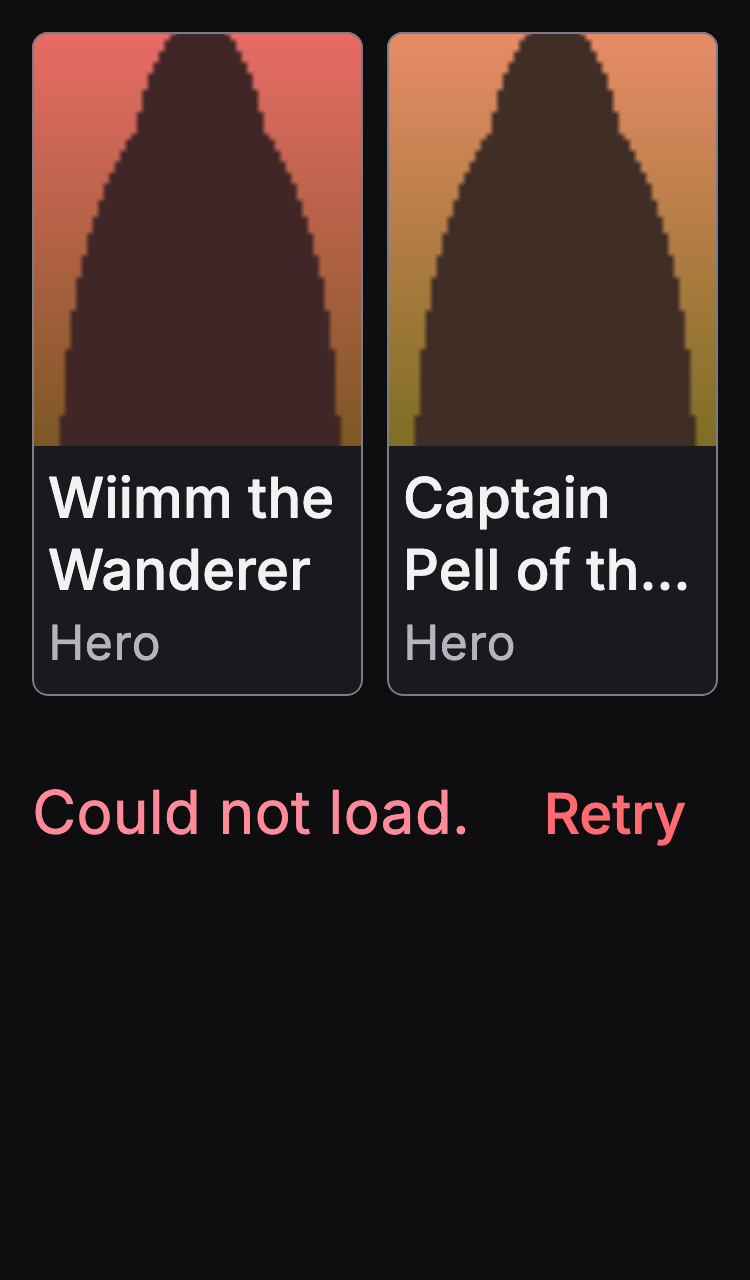 Wiimm the
Wanderer
Hero
Captain
Pell of th...
Hero
Could not load.
Retry